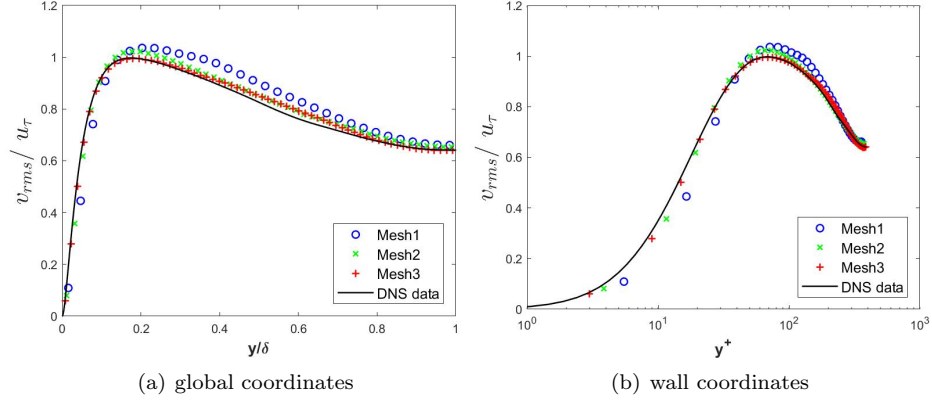 v_rms / u_τ
1.2
1
0.8
0.6
0.4
0.2
0
0 0.2 0.4 0.6 0.8 1
y/δ
Mesh1
Mesh2
Mesh3
DNS data
(a) global coordinates
v_rms / u_τ
1.2
1
0.8
0.6
0.4
0.2
0
10^0 10^1 10^2 10^3
y^+
Mesh1
Mesh2
Mesh3
DNS data
(b) wall coordinates